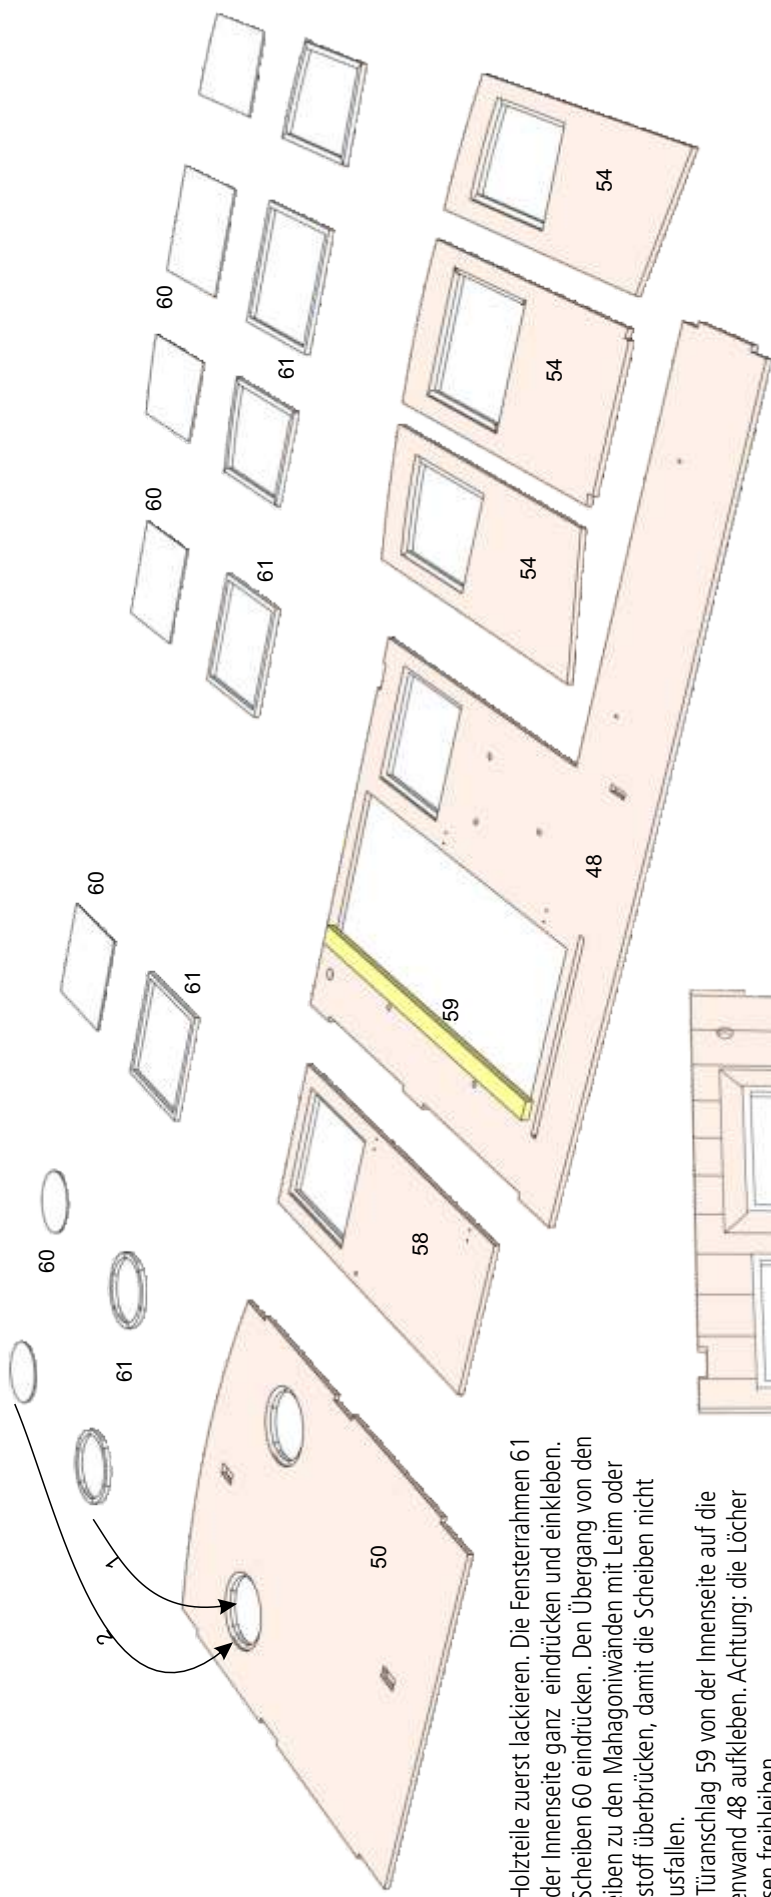 60
60
2
1
61
60
60
61
61
61
50
58
59
48
54
54
54
Holzteile zuerst lackieren. Die Fensterrahmen 61
der Innenseite ganz eindrücken und einkleben.
Scheiben 60 eindrücken. Den Übergang von den
eiben zu den Mahagoniwänden mit Leim oder
stoff überbrücken, damit die Scheiben nicht
usfallen.
Türanschlag 59 von der Innenseite auf die
enwand 48 aufkleben. Achtung: die Löcher